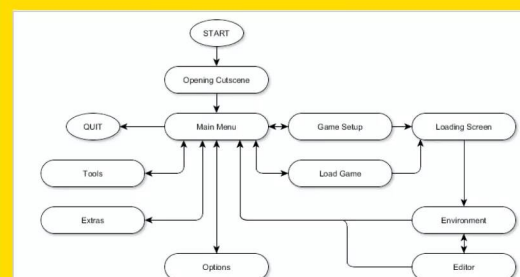 START
Opening Cutscene
QUIT
Main Menu
Game Setup
Loading Screen
Tools
Load Game
Extras
Environment
Options
Editor